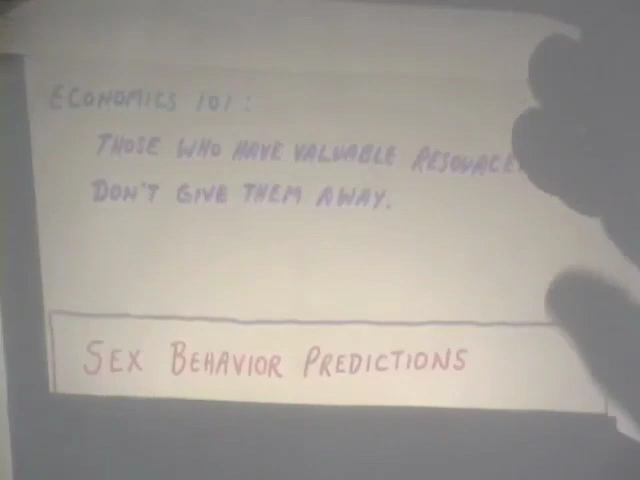 ECONOMICS 101:
THOSE WHO HAVE VALUABLE
DON'T GIVE THEM AWAY.
SEX BEHAVIOR PREDICTIONS